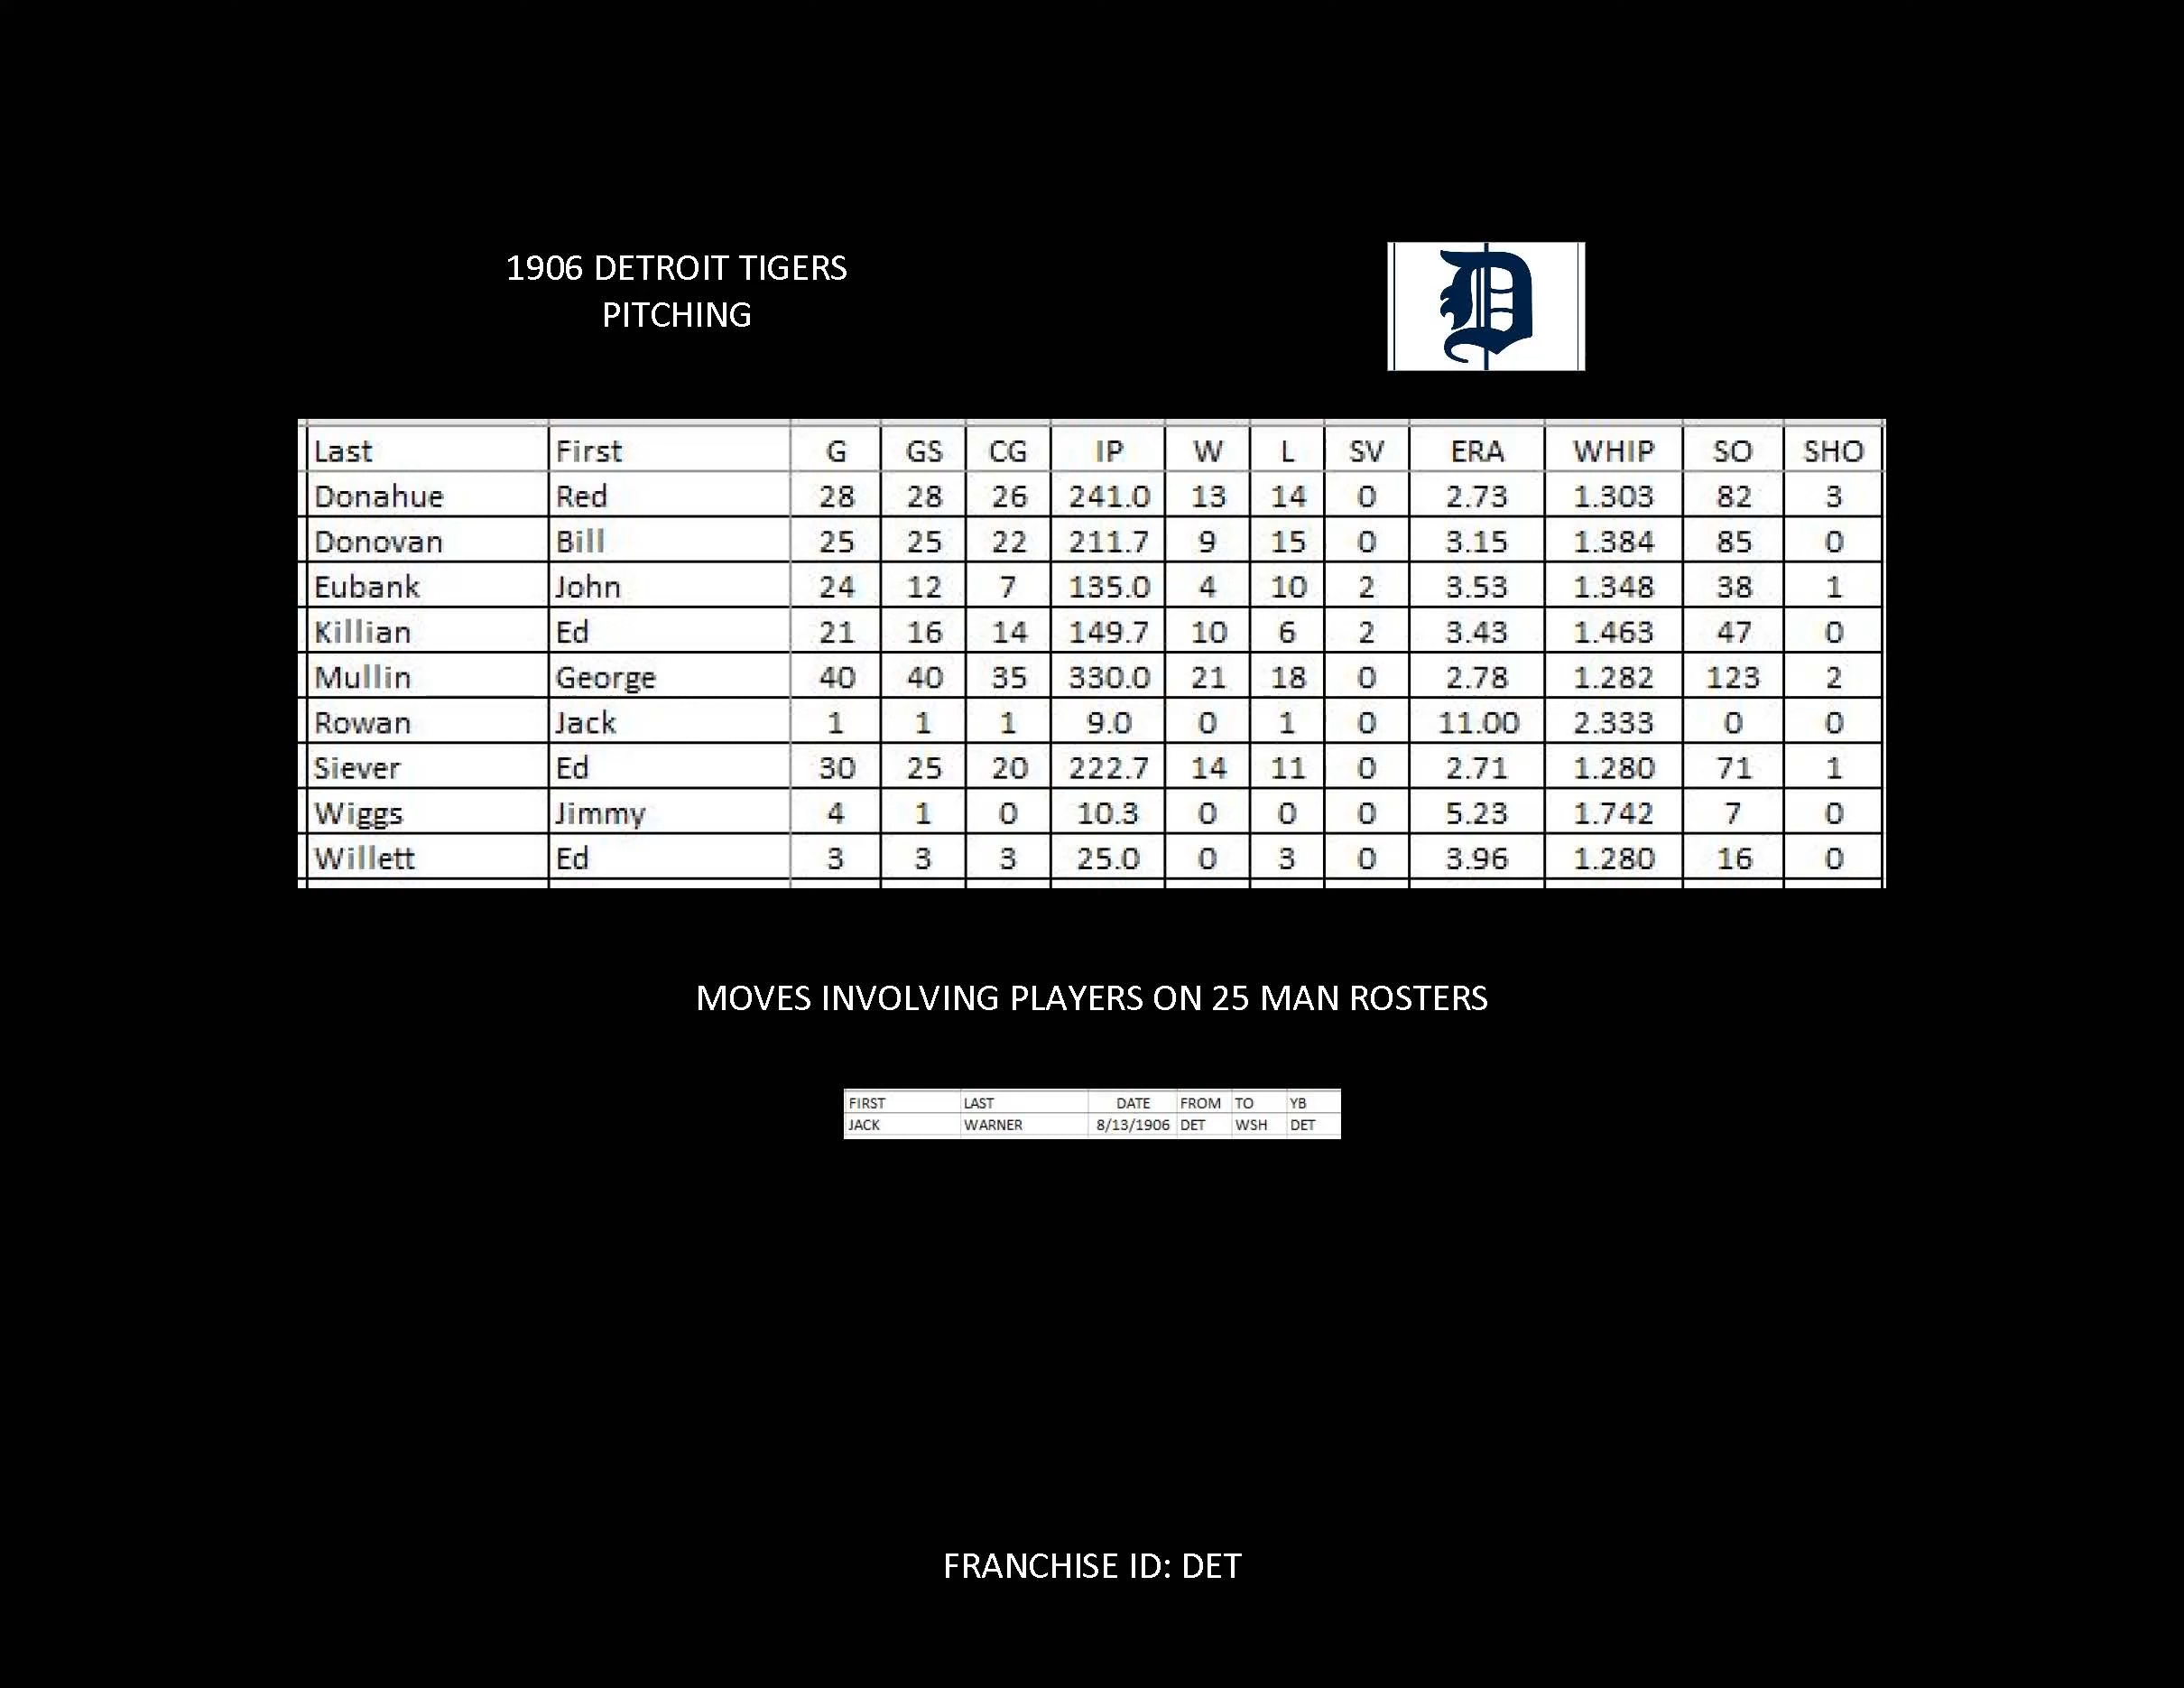 1906 DETROIT TIGERS
PITCHING
D
Last First G GS CG IP W L SV ERA WHIP SO SHO
Donahue Red 28 28 26 241.0 13 14 0 2.73 1.303 82 3
Donovan Bill 25 25 22 211.7 9 15 0 3.15 1.384 85 0
Eubank John 24 12 7 135.0 4 10 2 3.53 1.348 38 1
Killian Ed 21 16 14 149.7 10 6 2 3.43 1.463 47 0
Mullin George 40 40 35 330.0 21 18 0 2.78 1.282 123 2
Rowan Jack 1 1 1 9.0 0 1 0 11.00 2.333 0 0
Siever Ed 30 25 20 222.7 14 11 0 2.71 1.280 71 1
Wiggs Jimmy 4 1 0 10.3 0 0 0 5.23 1.742 7 0
Willett Ed 3 3 3 25.0 0 3 0 3.96 1.280 16 0
MOVES INVOLVING PLAYERS ON 25 MAN ROSTERS
FIRST LAST DATE FROM TO YB
JACK WARNER 8/13/1906 DET WSH DET
FRANCHISE ID: DET